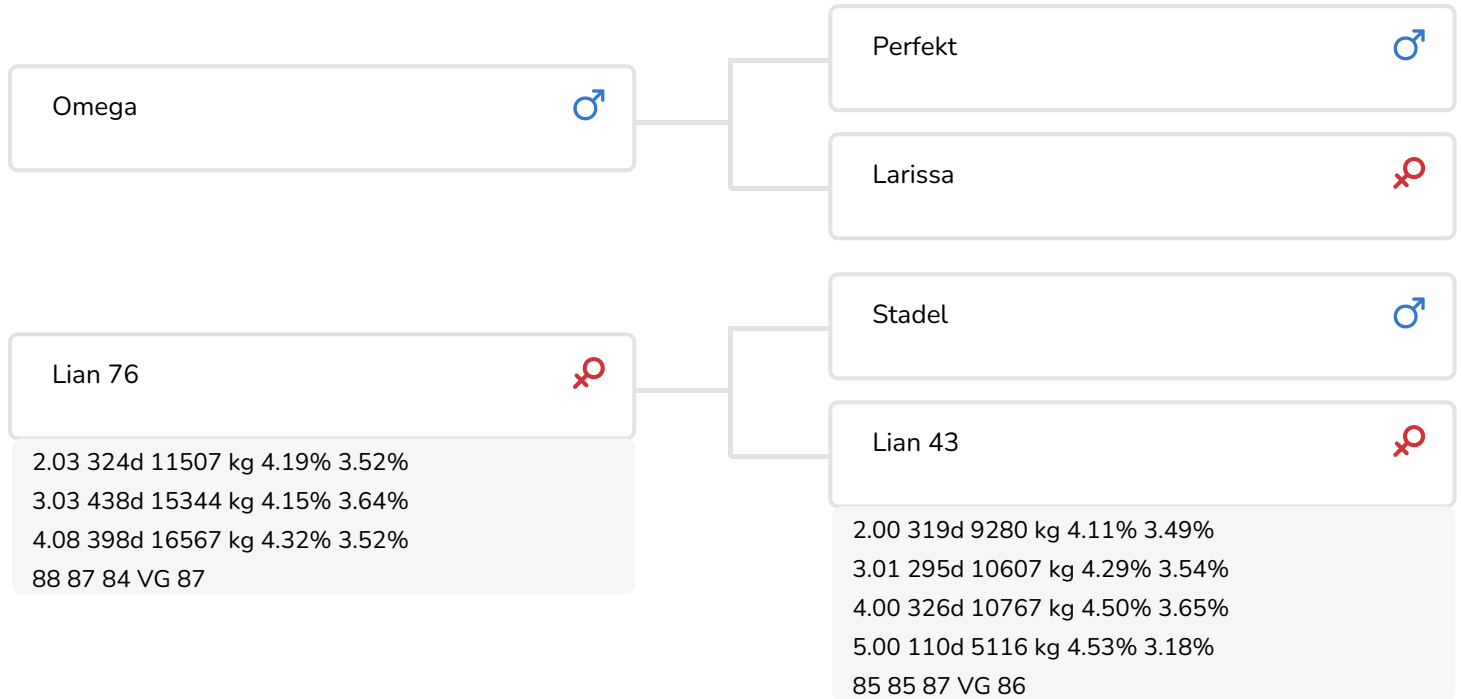 Perfekt
Omega
Larissa
Stadel
Lian 76
2.03 324d 11507 kg 4.19% 3.52%
3.03 438d 15344 kg 4.15% 3.64%
4.08 398d 16567 kg 4.32% 3.52%
88 87 84 VG 87
Lian 43
2.00 319d 9280 kg 4.11% 3.49%
3.01 295d 10607 kg 4.29% 3.54%
4.00 326d 10767 kg 4.50% 3.65%
5.00 110d 5116 kg 4.53% 3.18%
85 85 87 VG 86